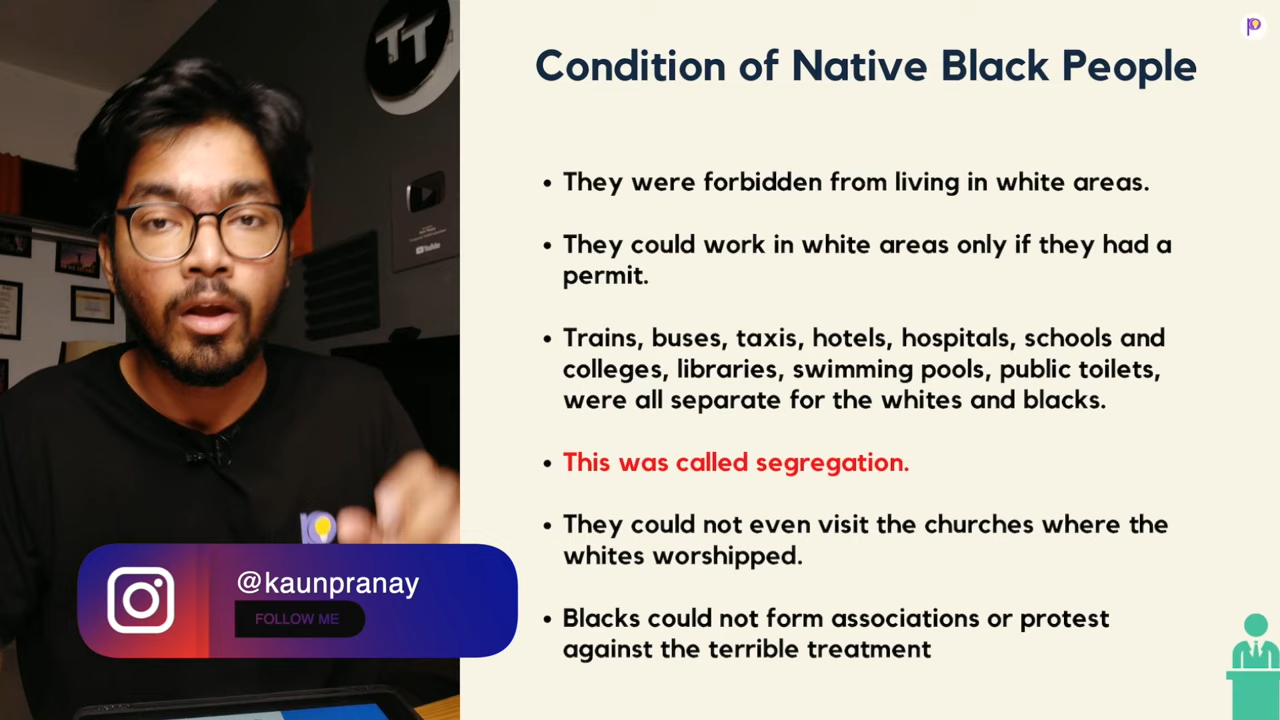 Condition of Native Black People
• They were forbidden from living in white areas.
• They could work in white areas only if they had a
permit.
• Trains, buses, taxis, hotels, hospitals, schools and
colleges, libraries, swimming pools, public toilets,
were all separate for the whites and blacks.
• This was called segregation.
• They could not even visit the churches where the
whites worshipped.
• Blacks could not form associations or protest
against the terrible treatment
TT
YouTube
@kaunpranay
FOLLOW ME